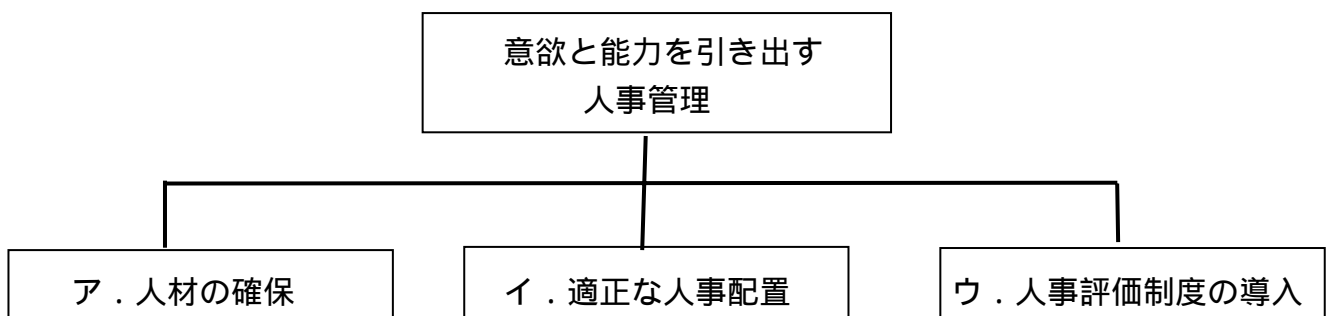 意欲と能力を引き出す
人事管理
ア．人材の確保
イ．適正な人事配置
ウ．人事評価制度の導入